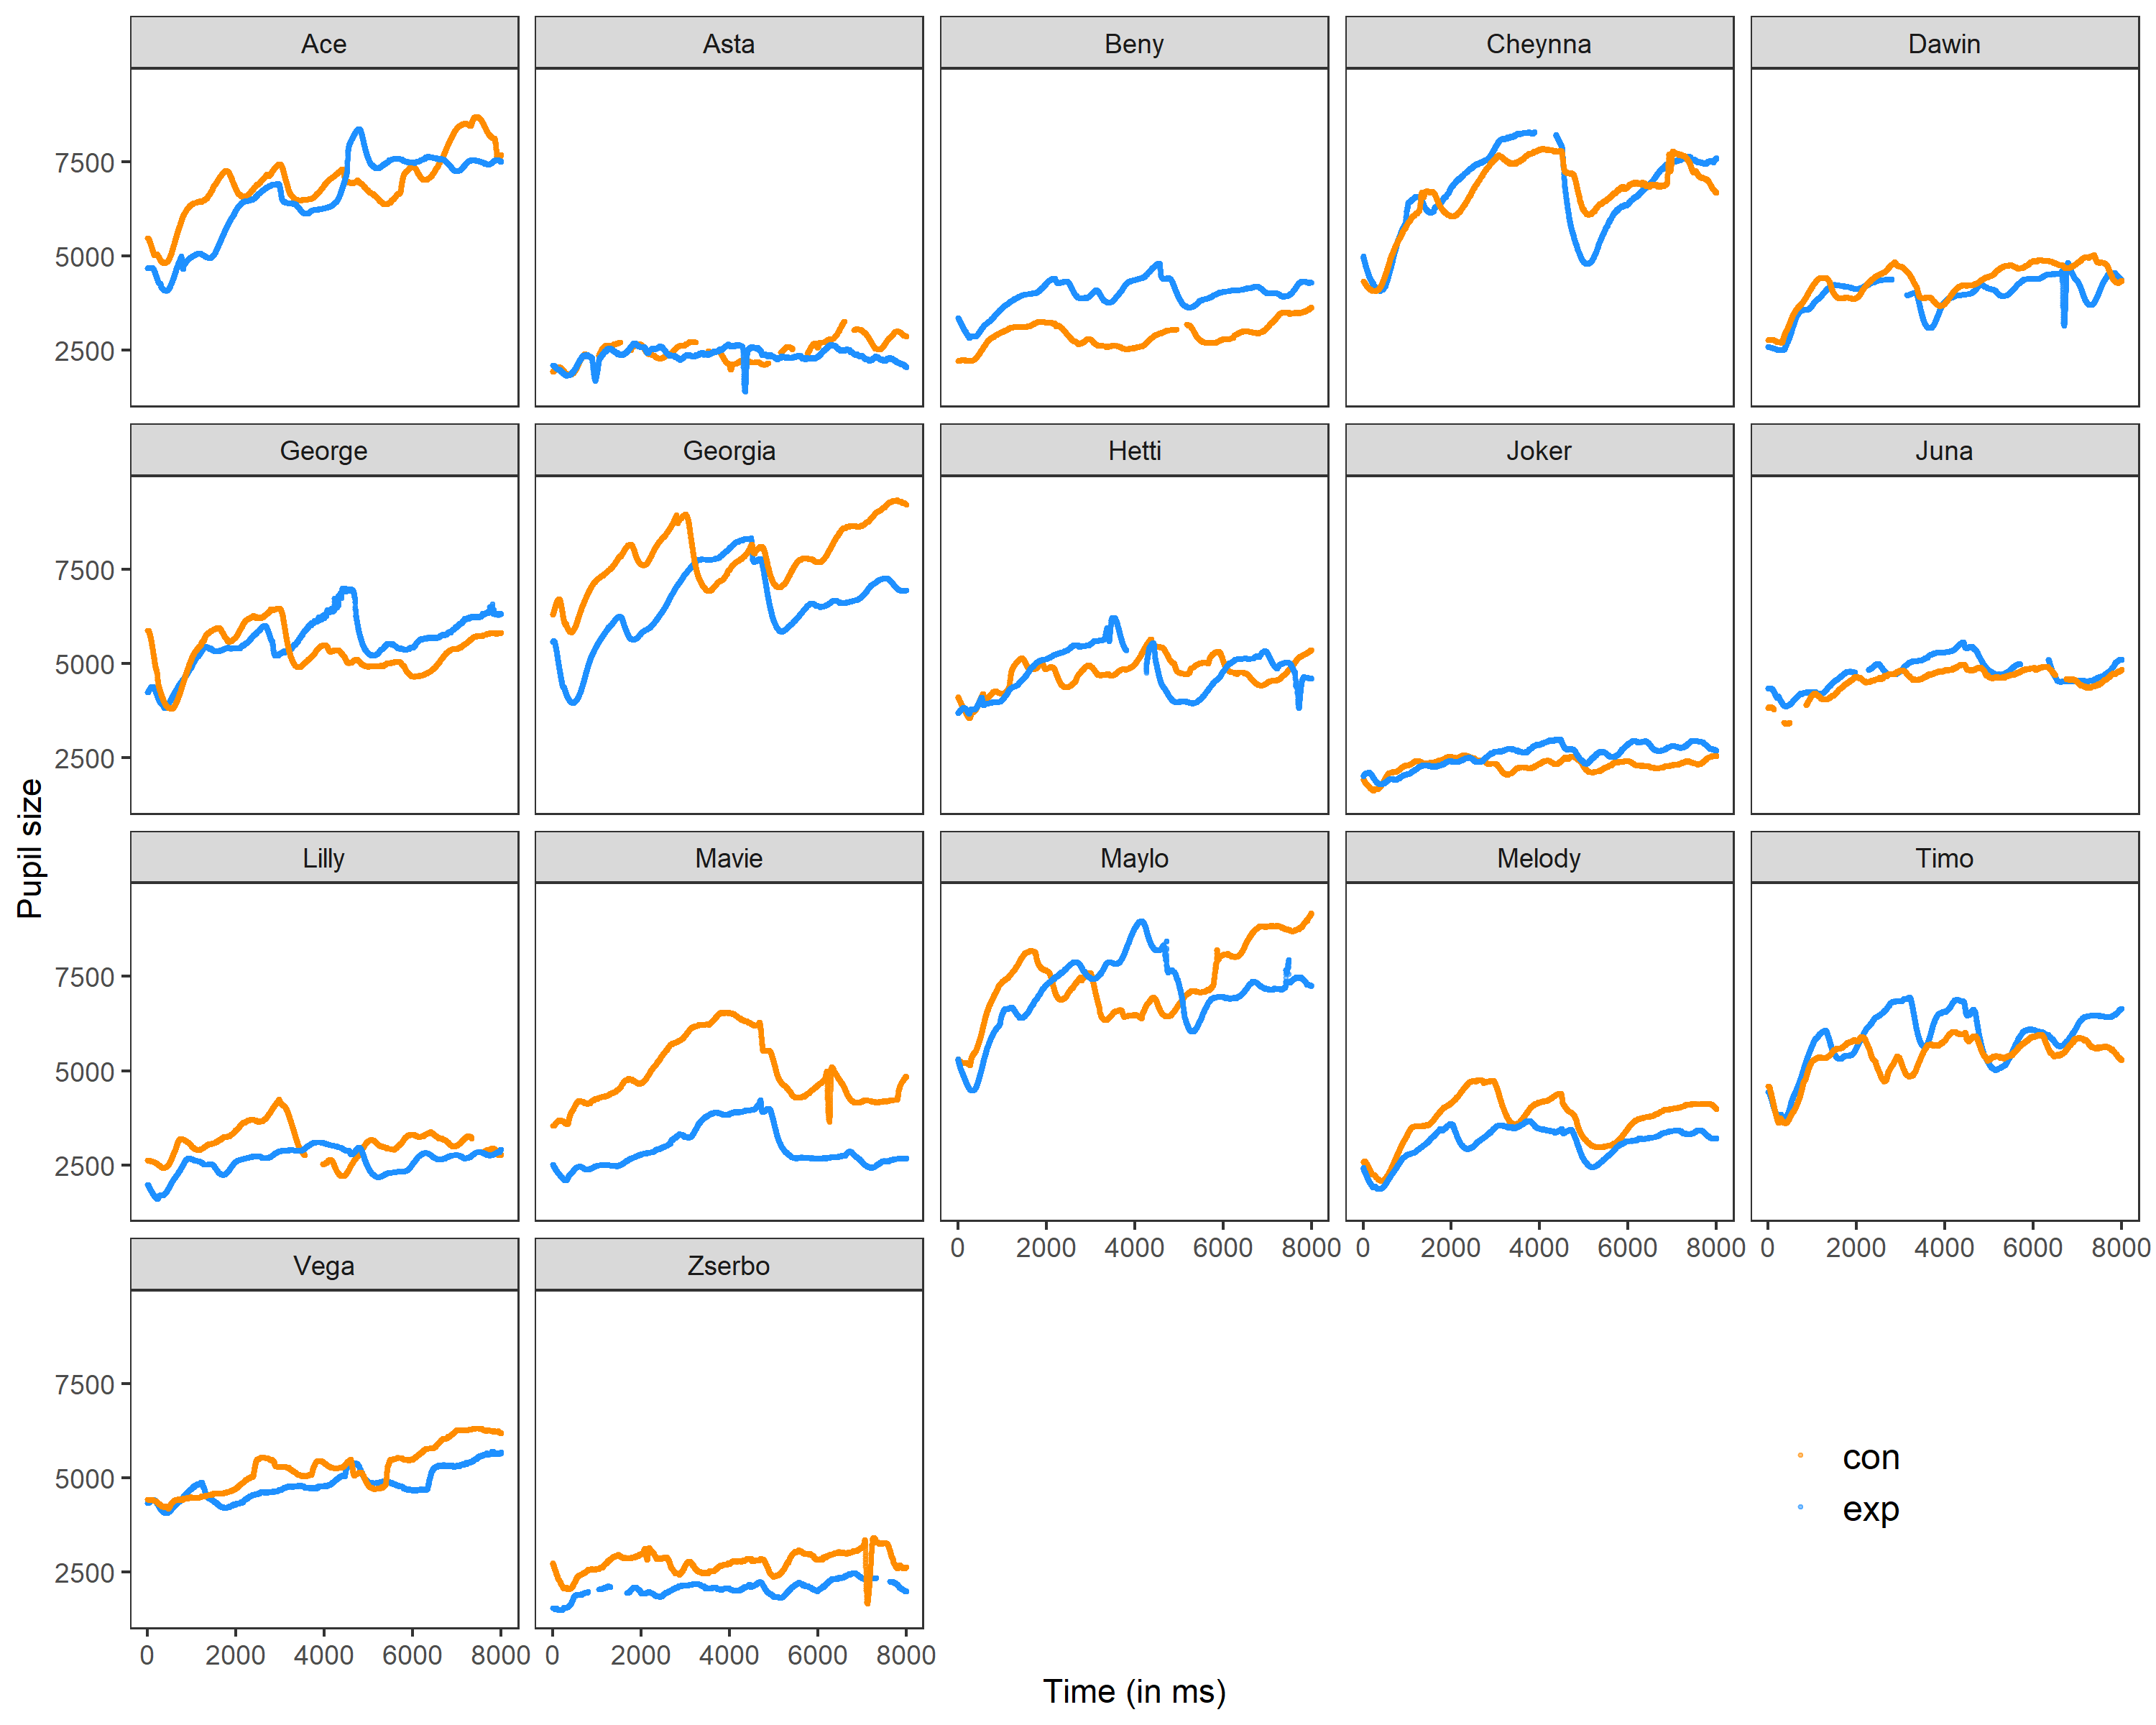 Ace Asta Beny Cheynna Dawin
7500
5000
2500
George Georgia Hetti Joker Juna
7500
5000
2500
Lilly Mavie Maylo Melody Timo
7500
5000
2500
0 2000 4000 6000 8000 0 2000 4000 6000 8000 0 2000 4000 6000 8000
Vega Zserbo
7500
5000
2500
0 2000 4000 6000 8000 0 2000 4000 6000 8000
Pupil size
Time (in ms)
con
exp